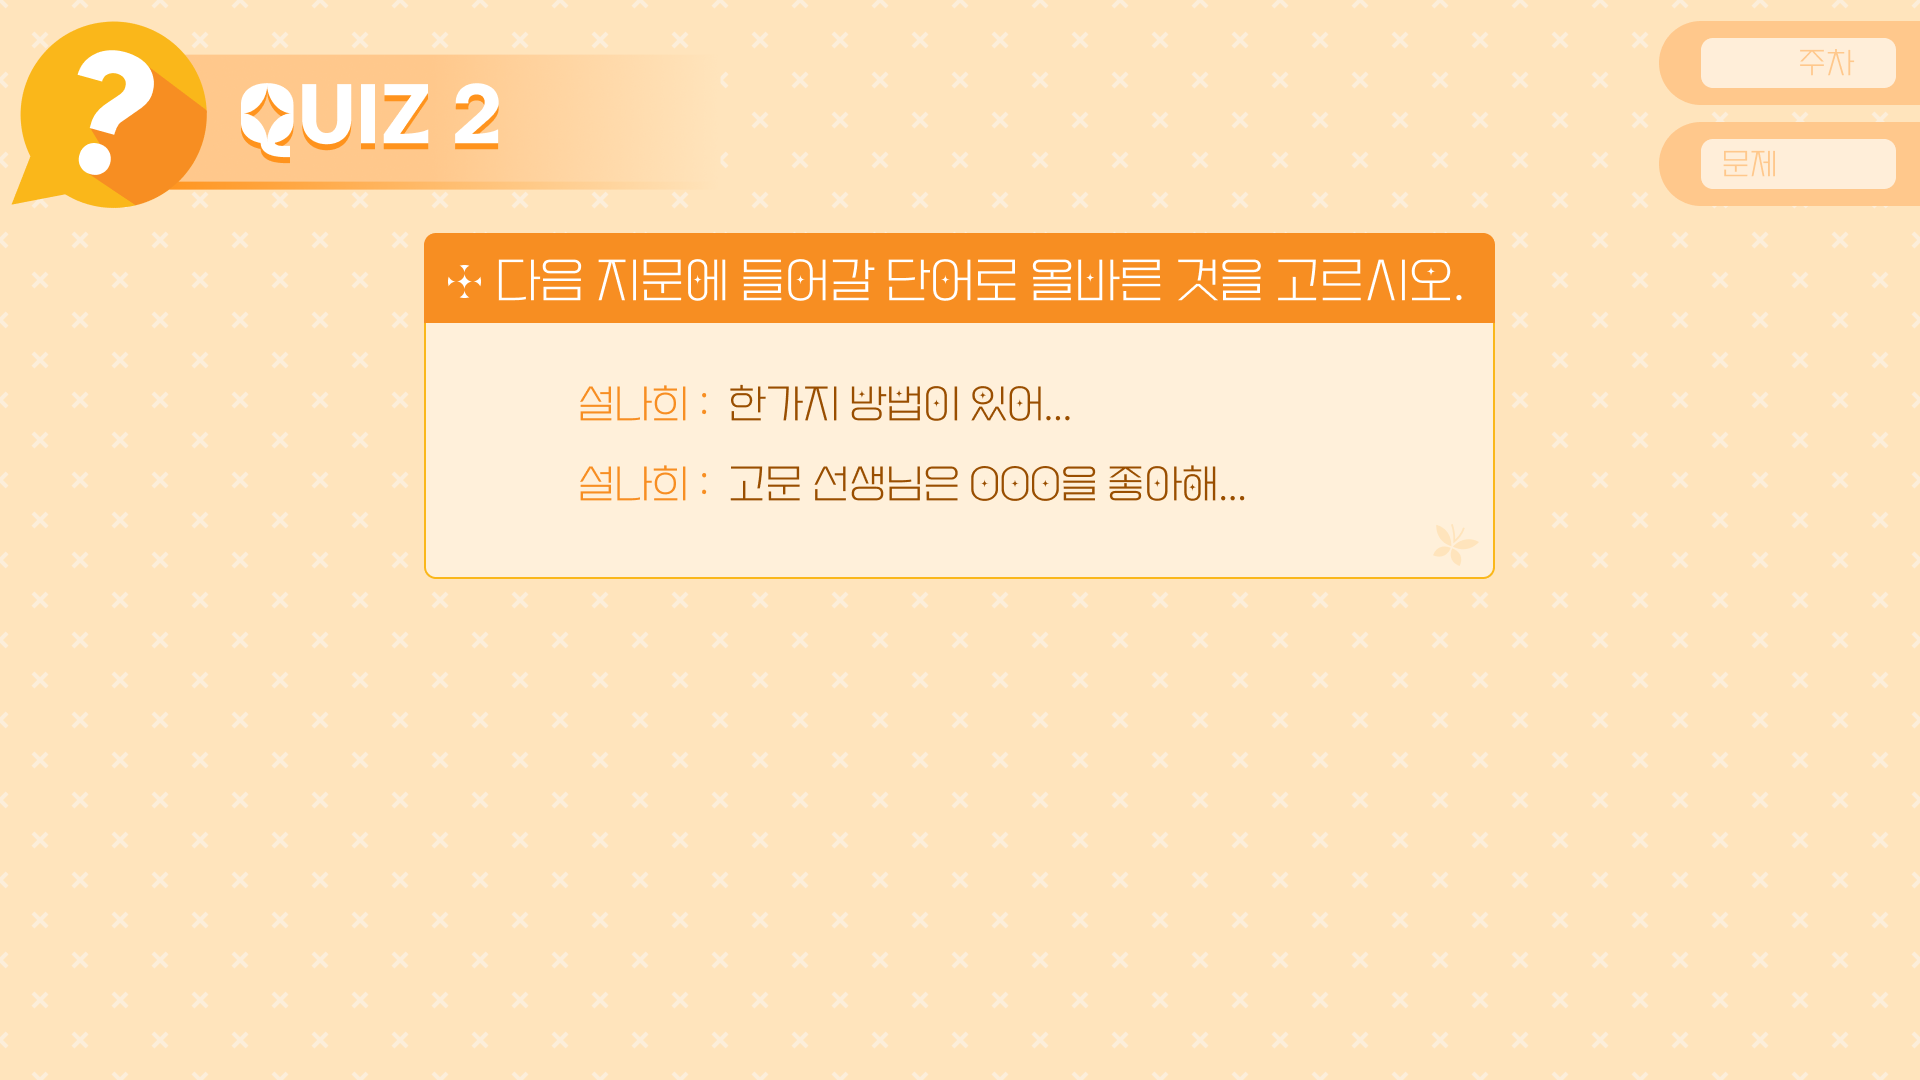 QUIZ 2
주차
문제
다음 지문에 들어갈 단어로 올바른 것을 고르시오.
설나희 : 한가지 방법이 있어...
설나희 : 고문 선생님은 OOO을 좋아해...